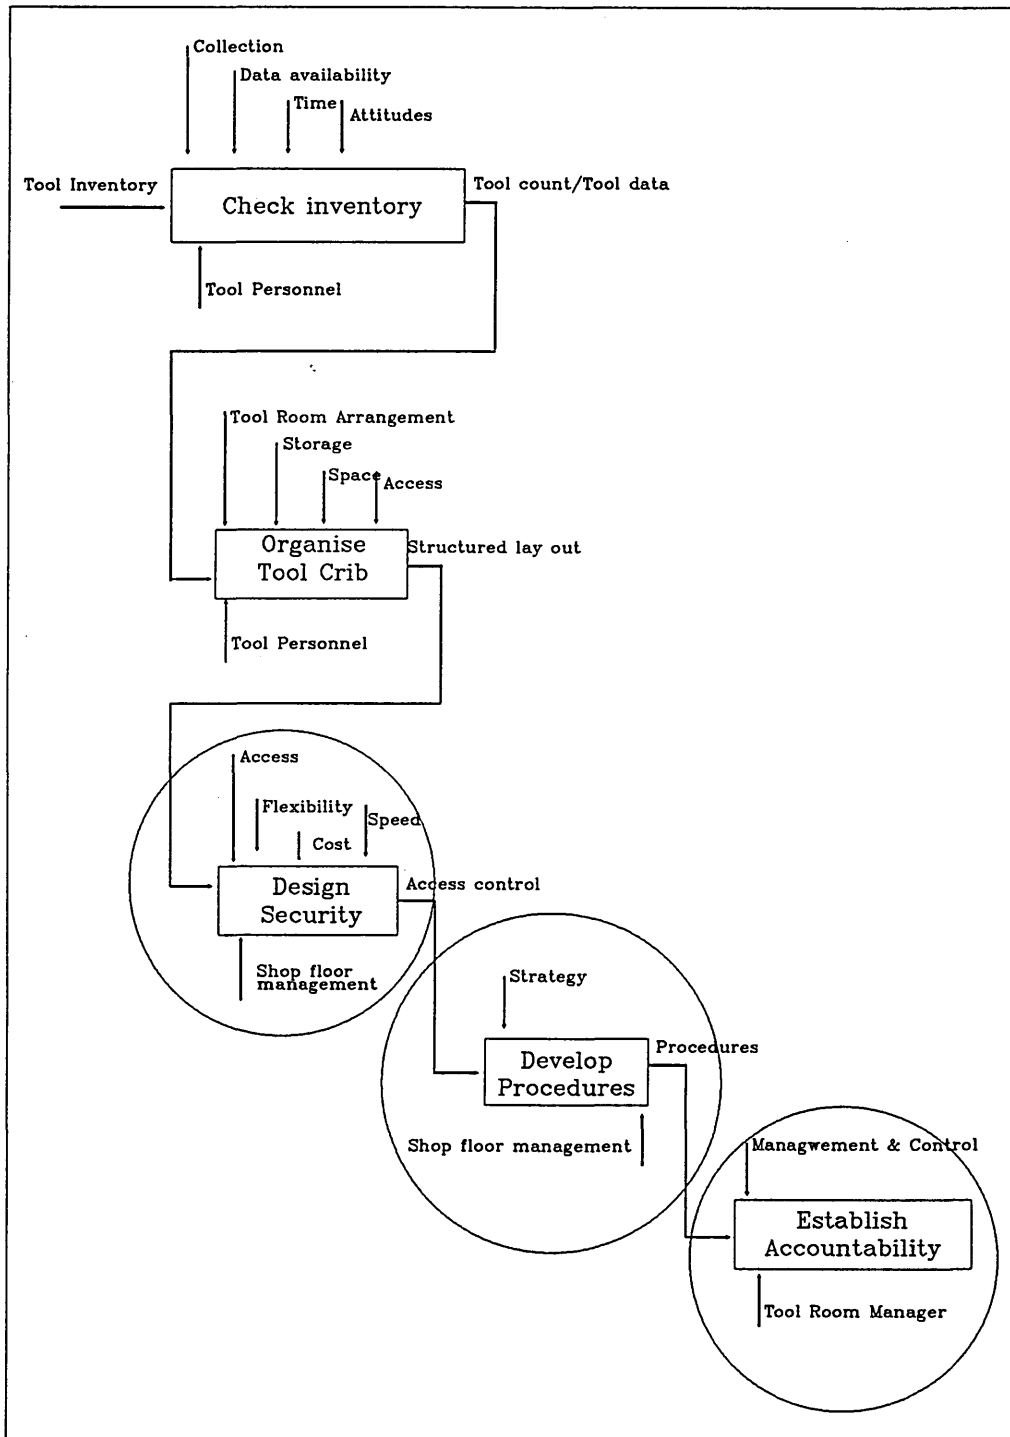 Collection
Data availability
Time
Attitudes
Tool Inventory
Check inventory
Tool count/Tool data
Tool Personnel
Tool Room Arrangement
Storage
Space
Access
Organise
Tool Crib
Structured lay out
Tool Personnel
Access
Flexibility
Speed
Cost
Design
Security
Access control
Shop floor
management
Strategy
Develop
Procedures
Procedures
Shop floor management
Managwement & Control
Establish
Accountability
Tool Room Manager